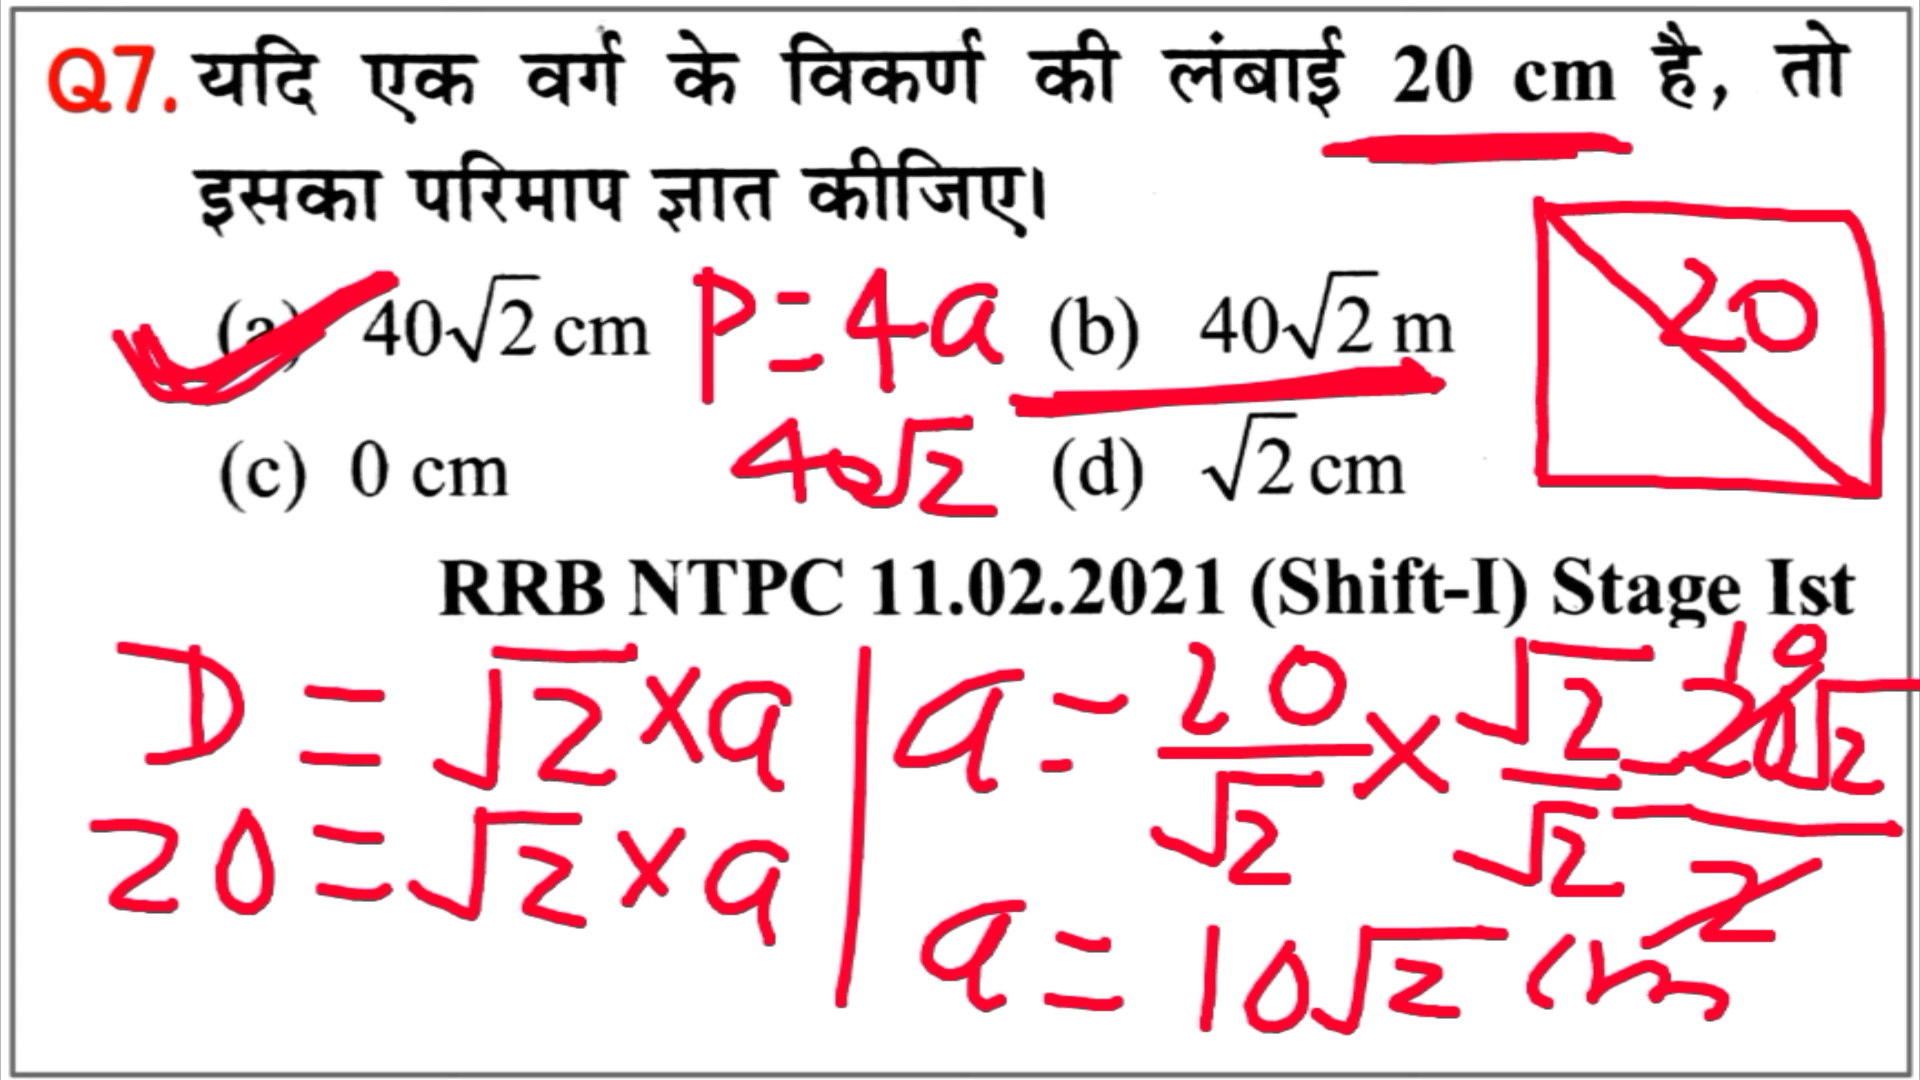 Q7. यदि एक वर्ग के विकर्ण की लंबाई 20 cm है, तो
इसका परिमाप ज्ञात कीजिए।
(a) 40√2 cm P = 4a (b) 40√2 m
20
(c) 0 cm 40√2 (d) √2 cm
RRB NTPC 11.02.2021 (Shift-I) Stage Ist
D = √2 × a
20 = √2 × a
a = 20/√2 × √2/√2 = 20√2/2
10
a = 10√2 cm